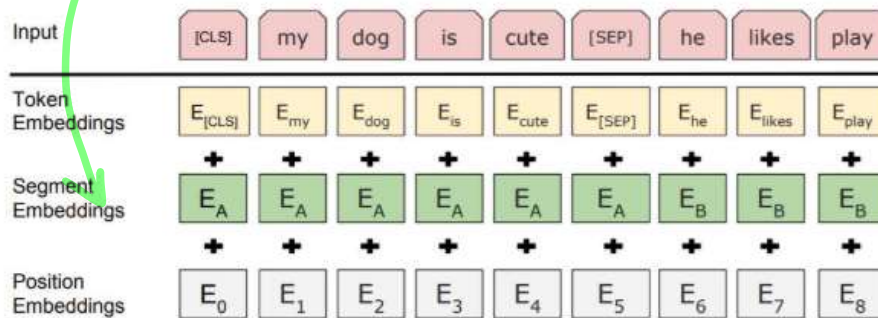 Input [CLS] my dog is cute [SEP] he likes play
Token
Embeddings E[CLS] Emy Edog Eis Ecute E[SEP] Ehe Elikes Eplay
+ + + + + + + + +
Segment
Embeddings EA EA EA EA EA EA EB EB EB
+ + + + + + + + +
Position
Embeddings E0 E1 E2 E3 E4 E5 E6 E7 E8